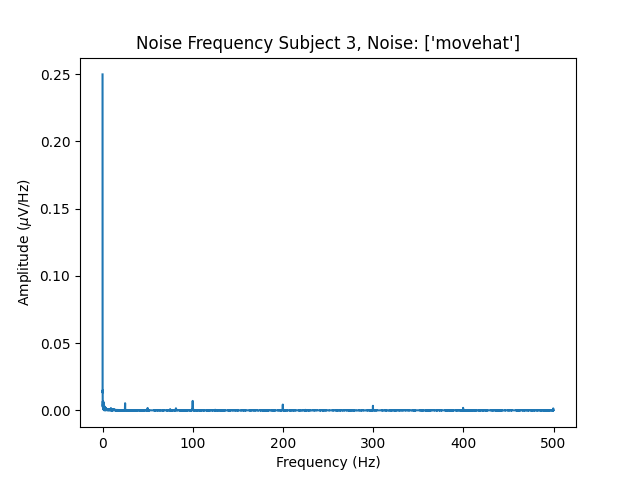 Noise Frequency Subject 3, Noise: ['movehat']
Amplitude (μV/Hz)
0.25
0.20
0.15
0.10
0.05
0.00
0 100 200 300 400 500
Frequency (Hz)